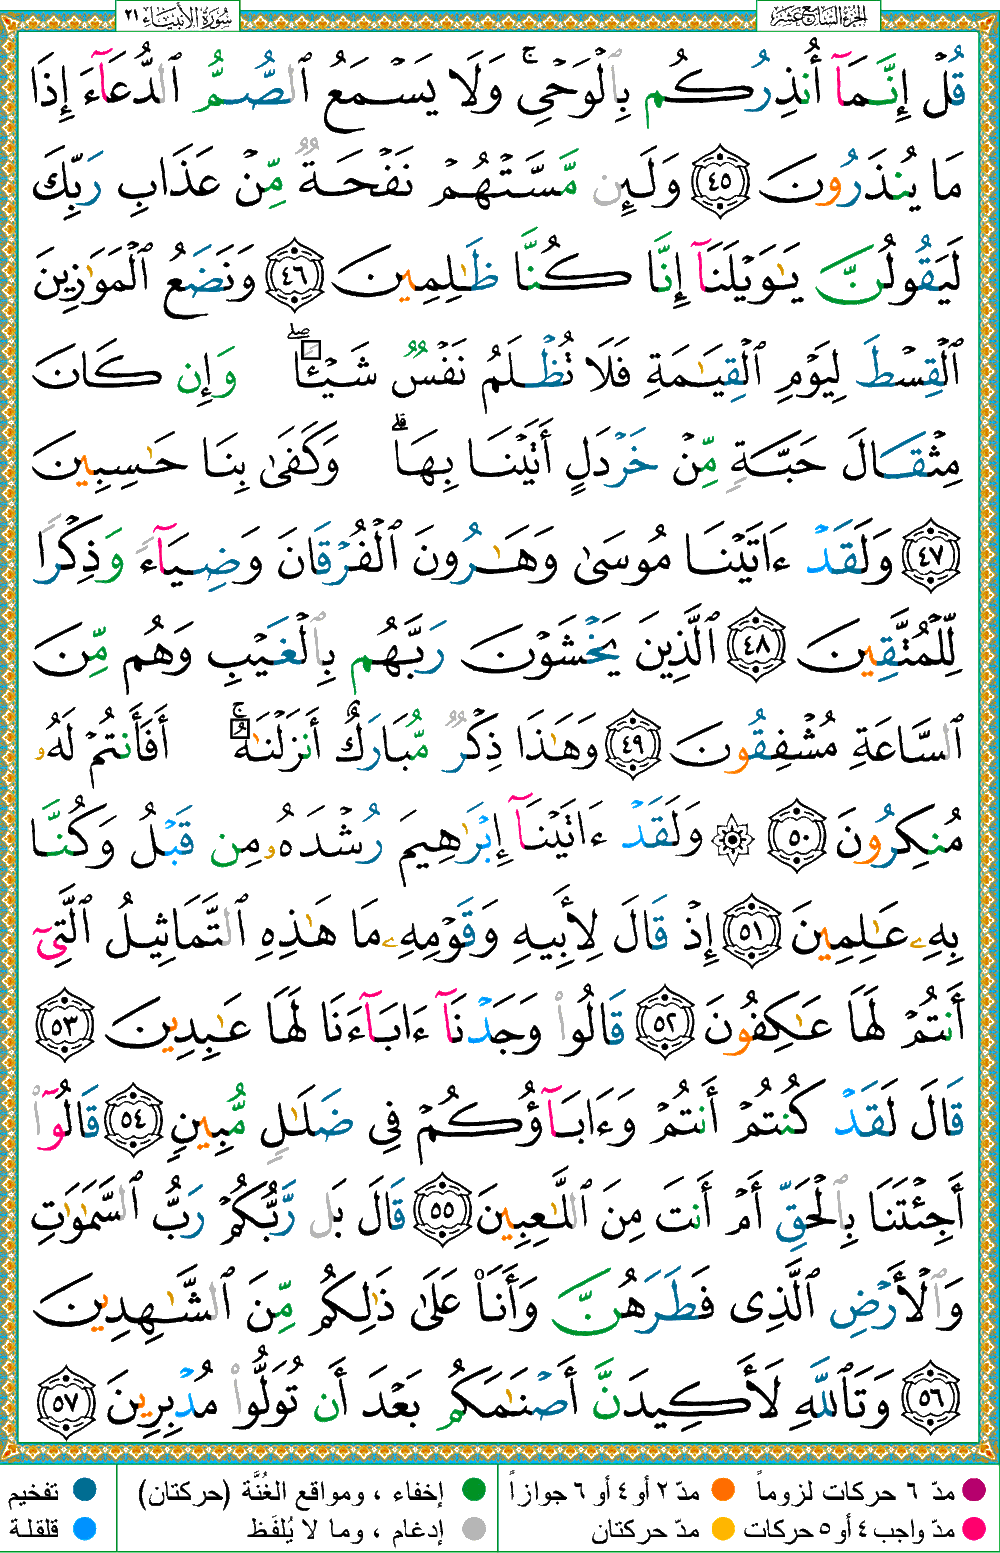 الجزء السابع عشر
سُورَةُ الأَنبِيَاءِ ٢١
قُلْ إِنَّمَآ أُنذِرُكُم بِٱلْوَحْىِ ۚ وَلَا يَسْمَعُ ٱلصُّمُّ ٱلدُّعَآءَ إِذَا
مَا يُنذَرُونَ ٤٥ وَلَئِن مَّسَّتْهُمْ نَفْحَةٌ مِّنْ عَذَابِ رَبِّكَ
لَيَقُولُنَّ يَٰوَيْلَنَآ إِنَّا كُنَّا ظَٰلِمِينَ ٤٦ وَنَضَعُ ٱلْمَوَٰزِينَ
ٱلْقِسْطَ لِيَوْمِ ٱلْقِيَٰمَةِ فَلَا تُظْلَمُ نَفْسٌ شَيْـًٔا ۖ وَإِن كَانَ
مِثْقَالَ حَبَّةٍ مِّنْ خَرْدَلٍ أَتَيْنَا بِهَا ۗ وَكَفَىٰ بِنَا حَٰسِبِينَ
٤٧ وَلَقَدْ ءَاتَيْنَا مُوسَىٰ وَهَٰرُونَ ٱلْفُرْقَانَ وَضِيَآءً وَذِكْرًا
لِّلْمُتَّقِينَ ٤٨ ٱلَّذِينَ يَخْشَوْنَ رَبَّهُم بِٱلْغَيْبِ وَهُم مِّنَ
ٱلسَّاعَةِ مُشْفِقُونَ ٤٩ وَهَٰذَا ذِكْرٌ مُّبَارَكٌ أَنزَلْنَٰهُ ۚ أَفَأَنتُمْ لَهُۥ
مُنكِرُونَ ٥٠ ۞ وَلَقَدْ ءَاتَيْنَآ إِبْرَٰهِيمَ رُشْدَهُۥ مِن قَبْلُ وَكُنَّا
بِهِۦ عَٰلِمِينَ ٥١ إِذْ قَالَ لِأَبِيهِ وَقَوْمِهِۦ مَا هَٰذِهِ ٱلتَّمَاثِيلُ ٱلَّتِىٓ
أَنتُمْ لَهَا عَٰكِفُونَ ٥٢ قَالُوا۟ وَجَدْنَآ ءَابَآءَنَا لَهَا عَٰبِدِينَ ٥٣
قَالَ لَقَدْ كُنتُمْ أَنتُمْ وَءَابَآؤُكُمْ فِى ضَلَٰلٍ مُّبِينٍ ٥٤ قَالُوٓا۟
أَجِئْتَنَا بِٱلْحَقِّ أَمْ أَنتَ مِنَ ٱللَّٰعِبِينَ ٥٥ قَالَ بَل رَّبُّكُمْ رَبُّ ٱلسَّمَٰوَٰتِ
وَٱلْأَرْضِ ٱلَّذِى فَطَرَهُنَّ وَأَنَا۠ عَلَىٰ ذَٰلِكُم مِّنَ ٱلشَّٰهِدِينَ
٥٦ وَتَٱللَّهِ لَأَكِيدَنَّ أَصْنَٰمَكُم بَعْدَ أَن تُوَلُّوا۟ مُدْبِرِينَ ٥٧
مدّ ٦ حركات لزوماً مدّ ٢ أو ٤ أو ٦ جوازاً إخفاء ، ومواقع الغُنَّة (حركتان) تفخيم
مدّ واجب ٤ أو ٥ حركات مدّ حركتان إدغام ، وما لا يُلفَظ قلقلة